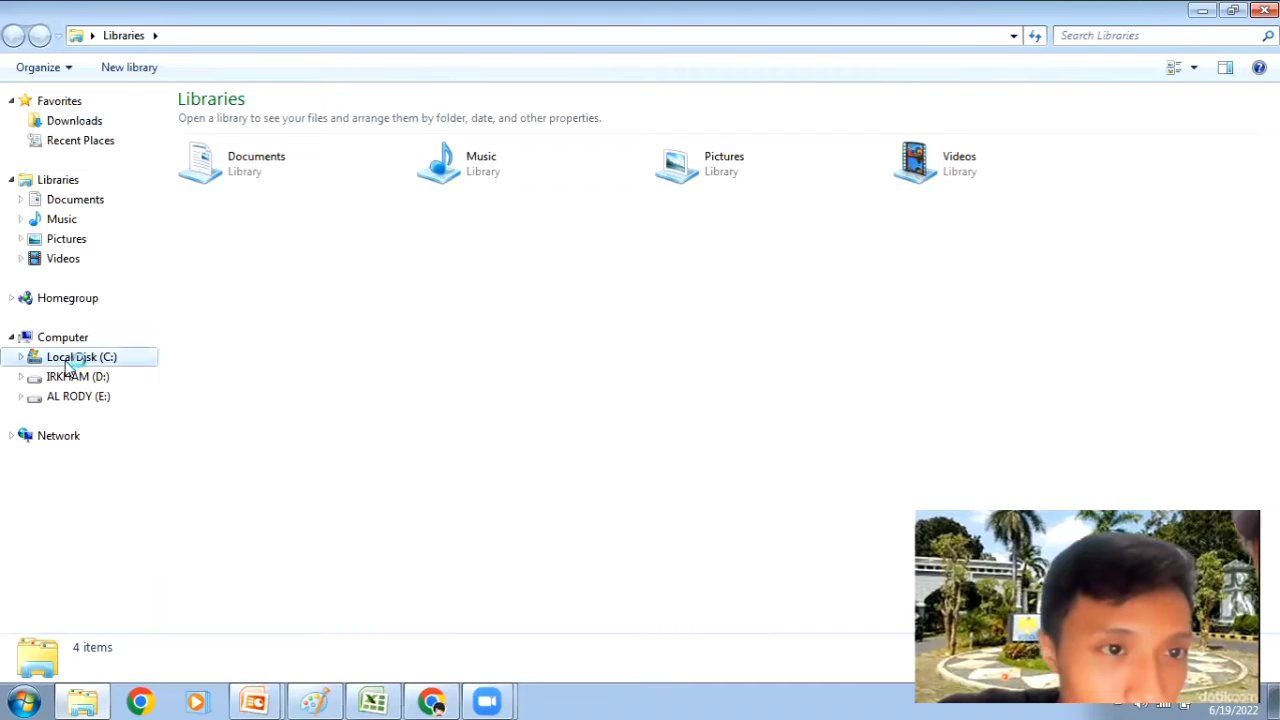 Libraries
Search Libraries
Organize
New library
Favorites
Downloads
Recent Places
Libraries
Documents
Music
Pictures
Videos
Homegroup
Computer
Local Disk (C:)
IRKHAM (D:)
AL RODY (E:)
Network
Libraries
Open a library to see your files and arrange them by folder, date, and other properties.
Documents
Library
Music
Library
Pictures
Library
Videos
Library
4 items
6/19/2022